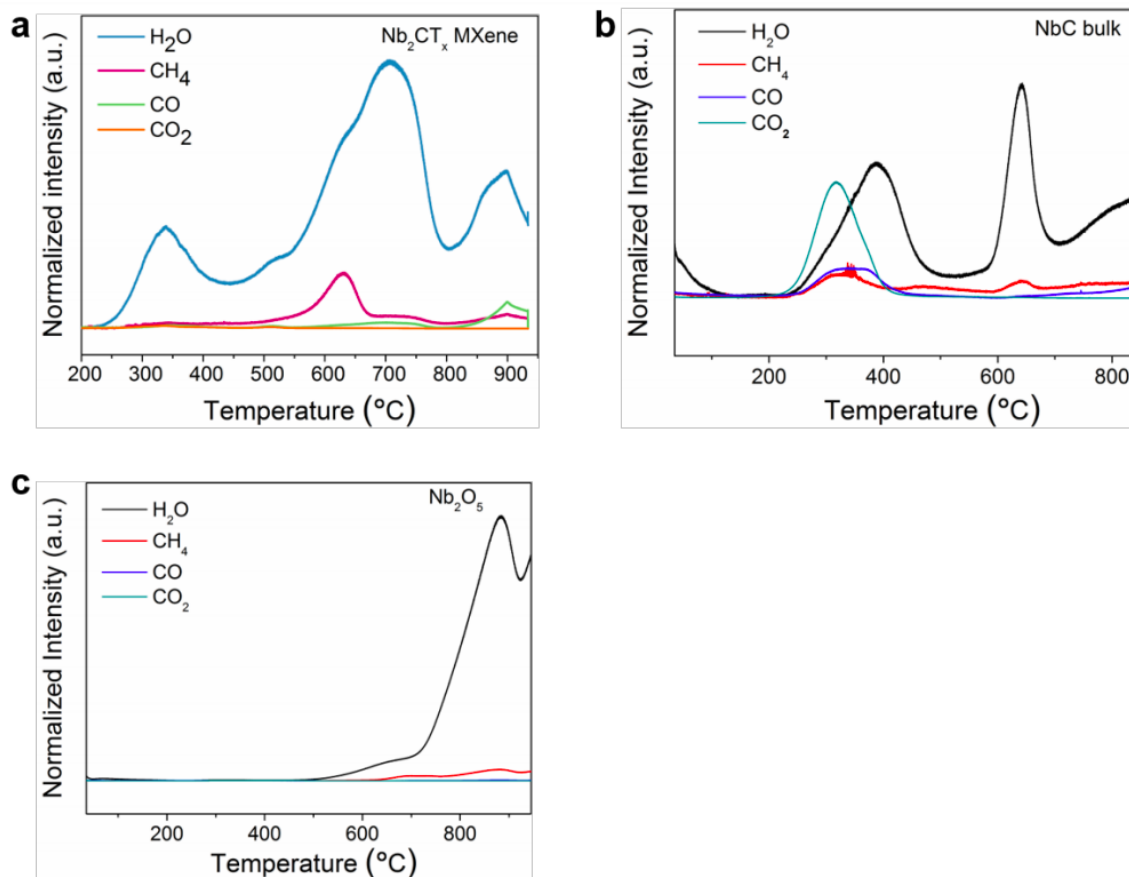 a
Nb₂CTₓ MXene
H₂O
CH₄
CO
CO₂
Normalized intensity (a.u.)
200 300 400 500 600 700 800 900
Temperature (°C)
b
NbC bulk
H₂O
CH₄
CO
CO₂
Normalized Intensity (a.u.)
200 400 600 800
Temperature (°C)
c
Nb₂O₅
H₂O
CH₄
CO
CO₂
Normalized Intensity (a.u.)
200 400 600 800
Temperature (°C)